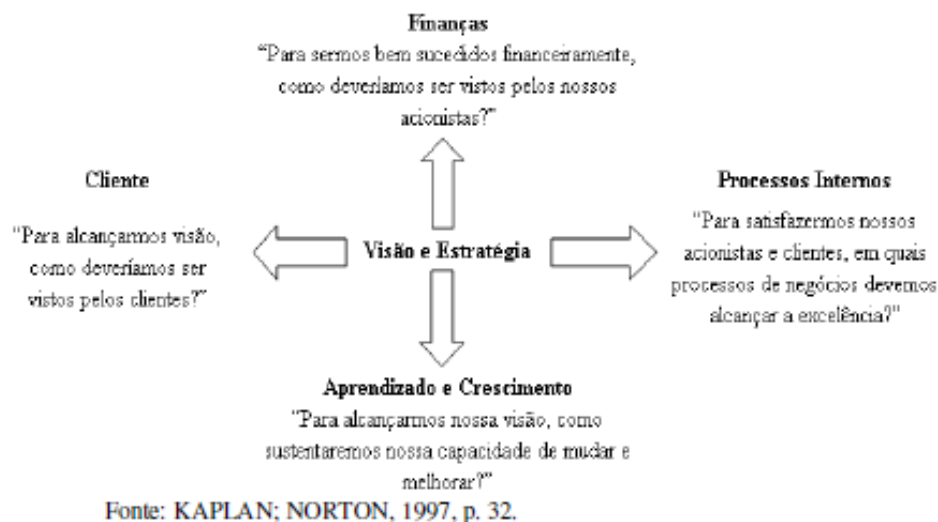 Finanças
“Para sermos bem sucedidos financeiramente,
como deveríamos ser vistos pelos nossos
acionistas?”
Cliente
“Para alcançarmos visão,
como deveríamos ser
vistos pelos clientes?”
Visão e Estratégia
Processos Internos
“Para satisfazermos nossos
acionistas e clientes, em quais
processos de negócios devemos
alcançar a excelência?”
Aprendizado e Crescimento
“Para alcançarmos nossa visão, como
sustentaremos nossa capacidade de mudar e
melhorar?”
Fonte: KAPLAN; NORTON, 1997, p. 32.